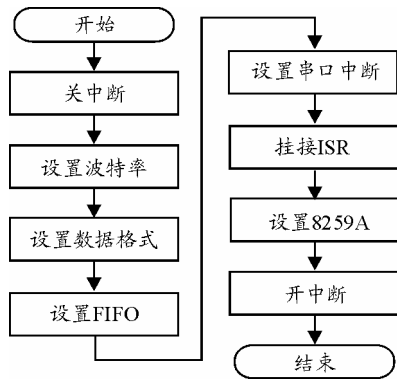 开始
关中断
设置波特率
设置数据格式
设置FIFO
设置串口中断
挂接ISR
设置8259A
开中断
结束